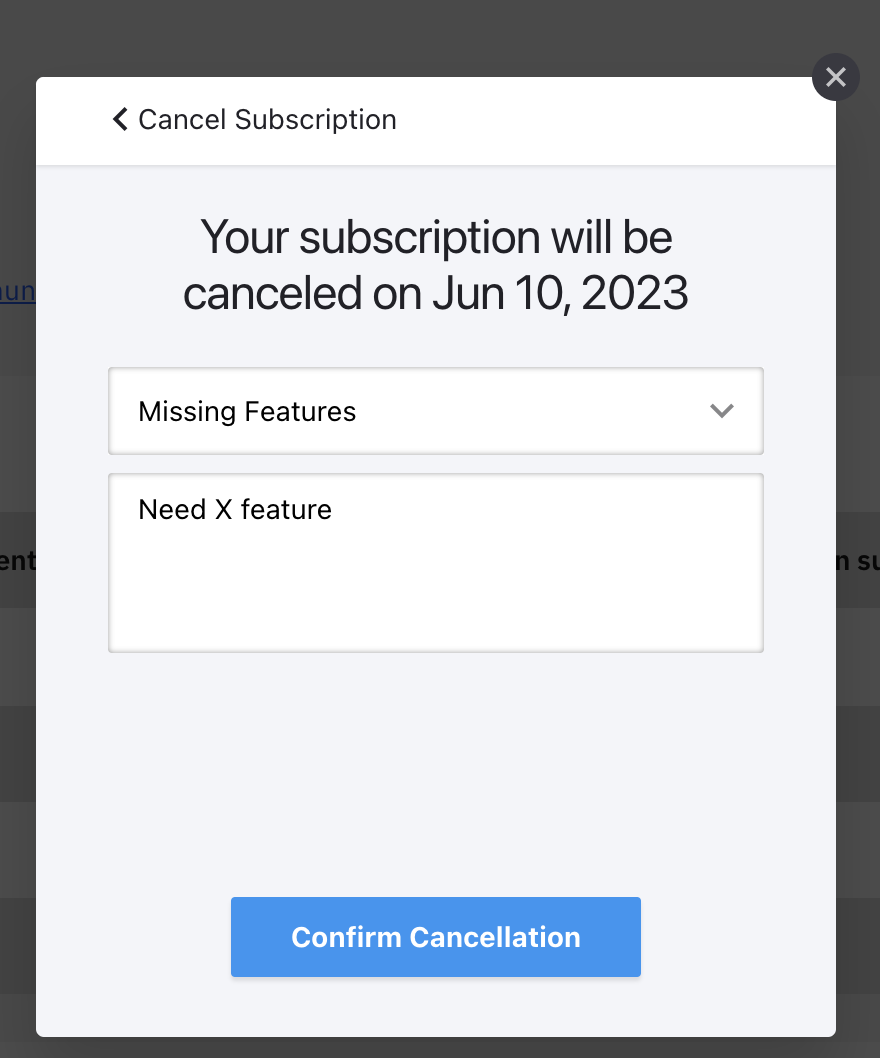 Cancel Subscription
Your subscription will be
canceled on Jun 10, 2023
Missing Features
Need X feature
Confirm Cancellation